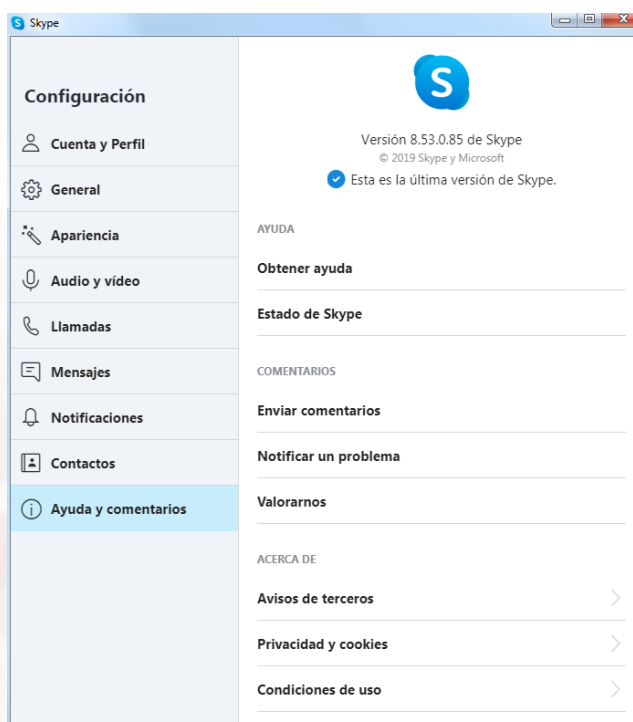 Skype
Configuración
Cuenta y Perfil
General
Apariencia
Audio y vídeo
Llamadas
Mensajes
Notificaciones
Contactos
Ayuda y comentarios
S
Versión 8.53.0.85 de Skype
© 2019 Skype y Microsoft
Esta es la última versión de Skype.
AYUDA
Obtener ayuda
Estado de Skype
COMENTARIOS
Enviar comentarios
Notificar un problema
Valorarnos
ACERCA DE
Avisos de terceros
Privacidad y cookies
Condiciones de uso